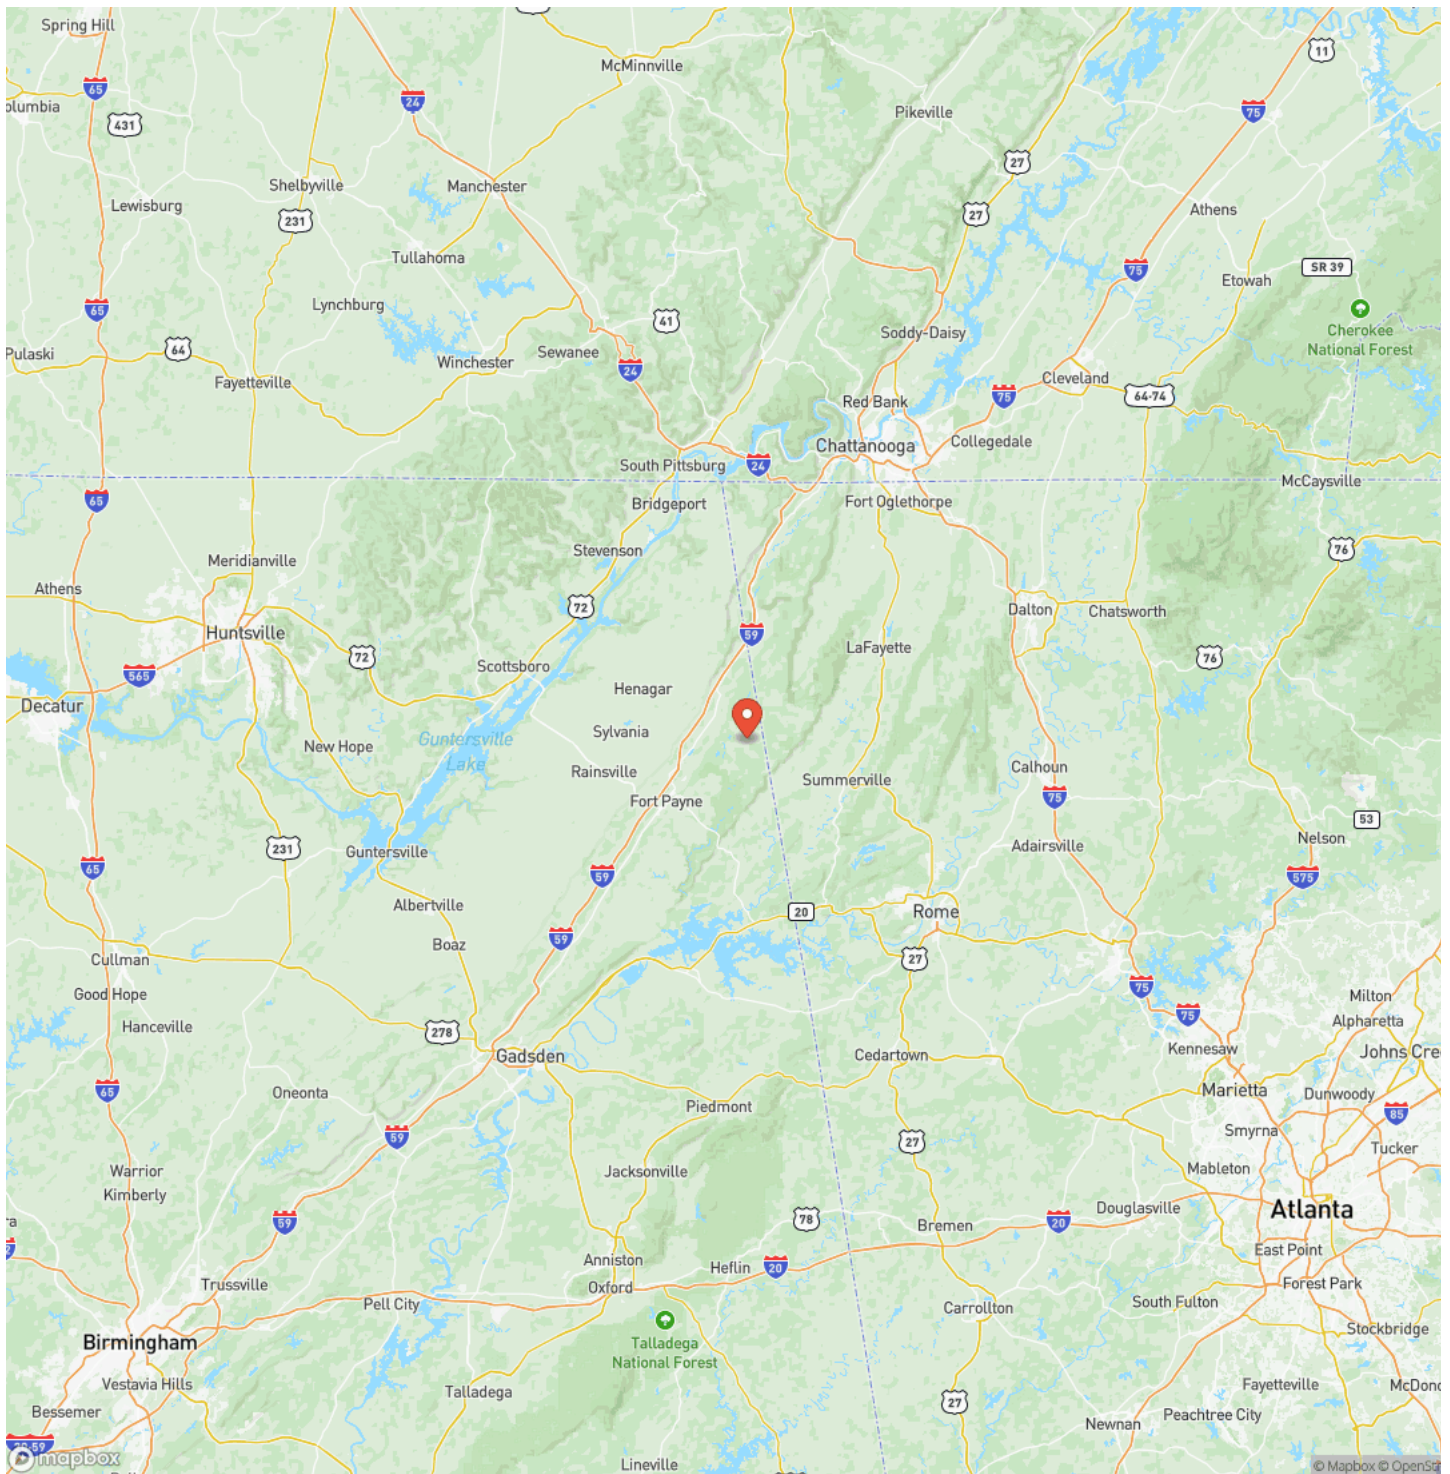 Spring Hill
McMinnville
11
65
24
75
olumbia
431
Pikeville
27
Shelbyville
Manchester
Lewisburg
231
27
Athens
Tullahoma
SR 39
75
Etowah
65
Lynchburg
41
Soddy-Daisy
Cherokee
National Forest
Pulaski
64
Winchester
Sewanee
24
Fayetteville
Cleveland
75
64-74
Red Bank
Chattanooga
Collegedale
South Pittsburg
24
McCaysville
65
Bridgeport
Fort Oglethorpe
Stevenson
76
Meridianville
Athens
72
Dalton
Chatsworth
Huntsville
59
72
LaFayette
76
Scottsboro
565
Henagar
Decatur
Sylvania
Guntersville
Lake
New Hope
Rainsville
Summerville
Calhoun
Fort Payne
75
53
231
Guntersville
Adairsville
Nelson
65
59
575
Albertville
20
Rome
Boaz
59
27
Cullman
75
Good Hope
Milton
Hanceville
278
75
Alpharetta
Gadsden
Cedartown
Kennesaw
Johns Cre
65
Oneonta
Marietta
Dunwoody
Piedmont
85
59
27
Smyrna
Tucker
Warrior
Jacksonville
Mableton
Kimberly
Douglasville
Atlanta
ra
59
78
Bremen
20
East Point
Anniston
Heflin
20
Trussville
Oxford
Forest Park
Pell City
Carrollton
South Fulton
Birmingham
Talladega
National Forest
Stockbridge
Vestavia Hills
Talladega
Fayetteville
McDono
Bessemer
27
Peachtree City
Newnan
20-59
mapbox
Lineville
© Mapbox © OpenStr